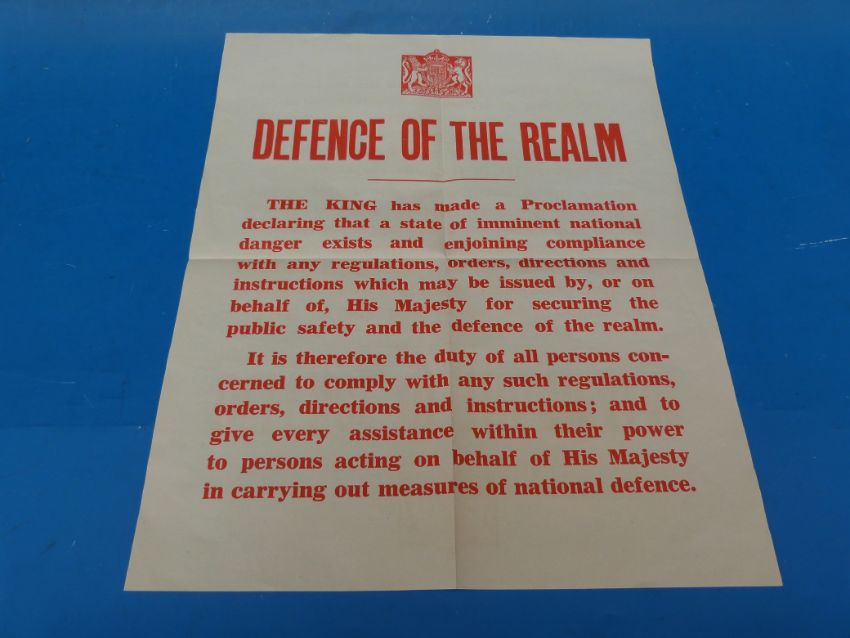 DEFENCE OF THE REALM
THE KING has made a Proclamation
declaring that a state of imminent national
danger exists and enjoining compliance
with any regulations, orders, directions and
instructions which may be issued by, or on
behalf of, His Majesty for securing the
public safety and the defence of the realm.
It is therefore the duty of all persons con-
cerned to comply with any such regulations,
orders, directions and instructions; and to
give every assistance within their power
to persons acting on behalf of His Majesty
in carrying out measures of national defence.